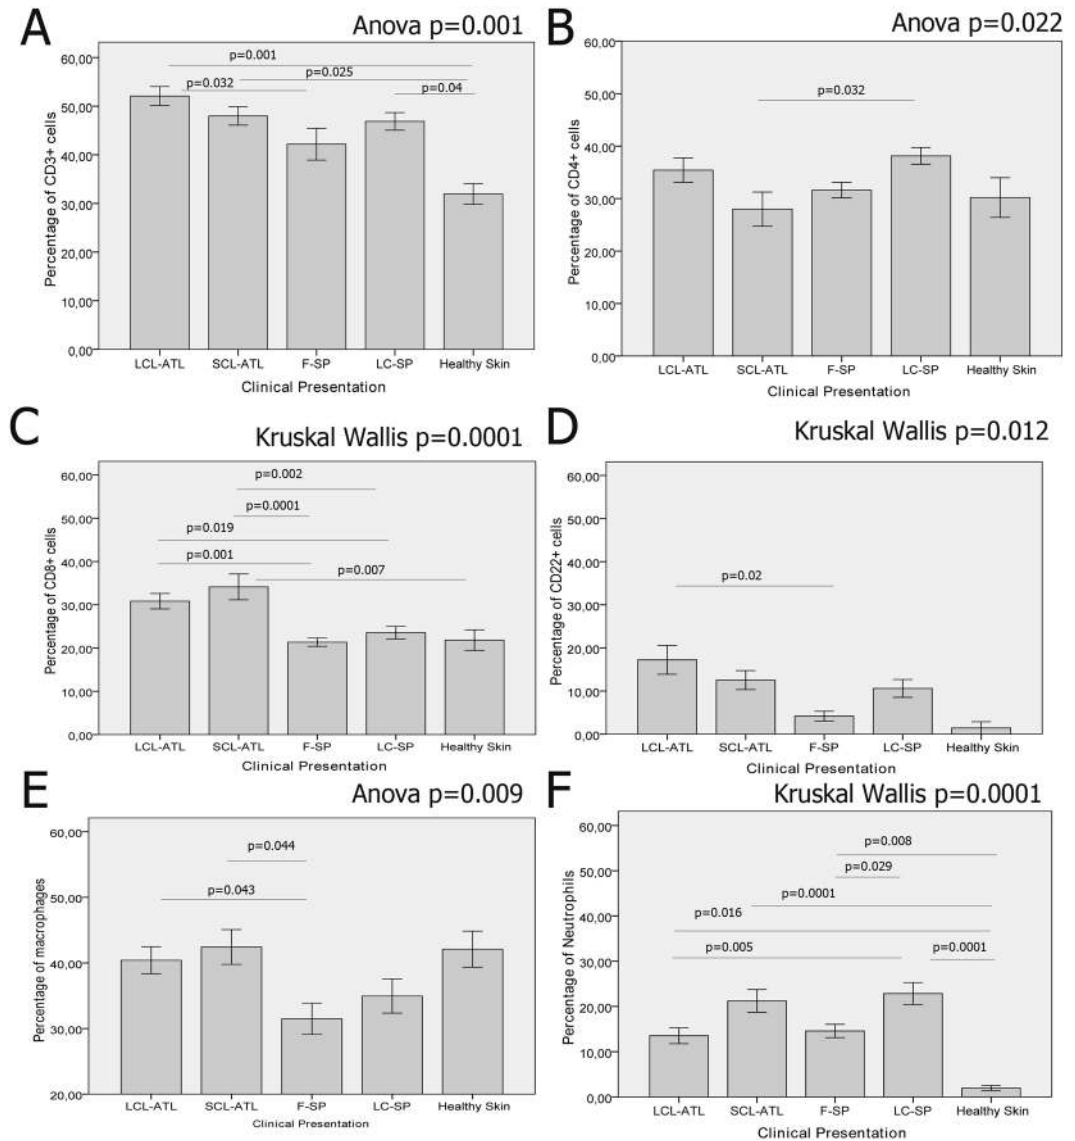 A
Anova p=0.001
60,00
50,00
40,00
30,00
20,00
10,00
0,00
Percentage of CD3+ cells
p=0.001
p=0.025
p=0.032
p=0.04
LCL-ATL SCL-ATL F-SP LC-SP Healthy Skin
Clinical Presentation
B
Anova p=0.022
60,00
50,00
40,00
30,00
20,00
10,00
0,00
Percentage of CD4+ cells
p=0.032
LCL-ATL SCL-ATL F-SP LC-SP Healthy Skin
Clinical Presentation
C
Kruskal Wallis p=0.0001
60,00
50,00
40,00
30,00
20,00
10,00
0,00
Percentage of CD8+ cells
p=0.002
p=0.0001
p=0.019
p=0.001
p=0.007
LCL-ATL SCL-ATL F-SP LC-SP Healthy Skin
Clinical Presentation
D
Kruskal Wallis p=0.012
60,00
50,00
40,00
30,00
20,00
10,00
0,00
Percentage of CD22+ cells
p=0.02
LCL-ATL SCL-ATL F-SP LC-SP Healthy Skin
Clinical Presentation
E
Anova p=0.009
60,00
50,00
40,00
30,00
20,00
Percentage of macrophages
p=0.044
p=0.043
LCL-ATL SCL-ATL F-SP LC-SP Healthy Skin
Clinical Presentation
F
Kruskal Wallis p=0.0001
60,00
50,00
40,00
30,00
20,00
10,00
0,00
Percentage of Neutrophils
p=0.008
p=0.029
p=0.0001
p=0.016
p=0.005
p=0.0001
LCL-ATL SCL-ATL F-SP LC-SP Healthy Skin
Clinical Presentation